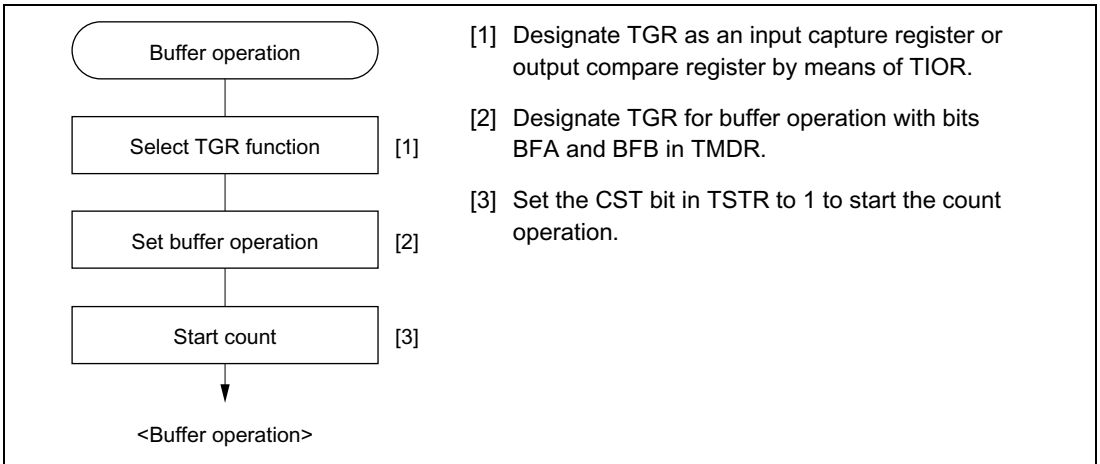 Buffer operation
Select TGR function
[1]
Set buffer operation
[2]
Start count
[3]
<Buffer operation>
[1] Designate TGR as an input capture register or
output compare register by means of TIOR.
[2] Designate TGR for buffer operation with bits
BFA and BFB in TMDR.
[3] Set the CST bit in TSTR to 1 to start the count
operation.